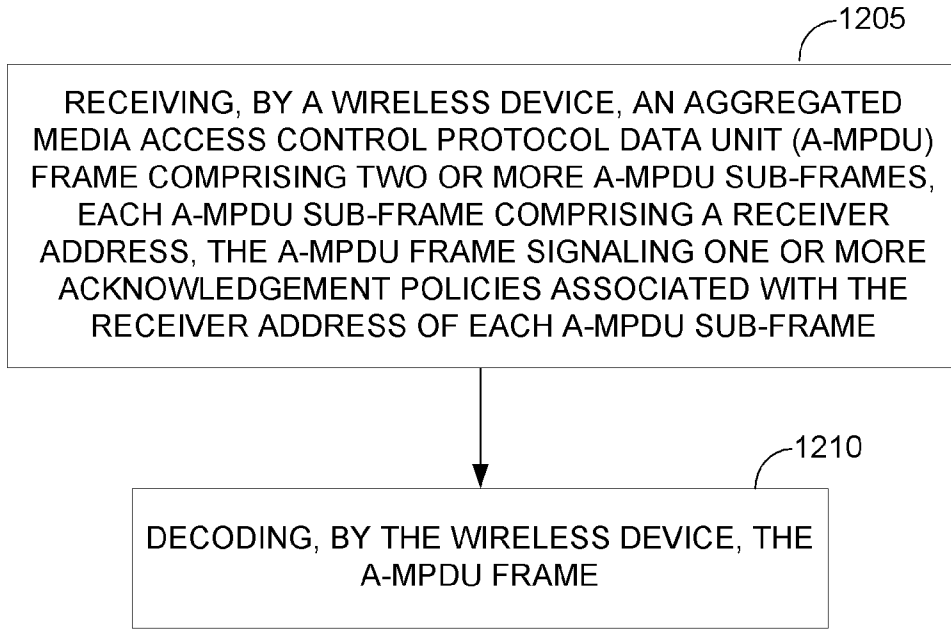 1205
RECEIVING, BY A WIRELESS DEVICE, AN AGGREGATED
MEDIA ACCESS CONTROL PROTOCOL DATA UNIT (A-MPDU)
FRAME COMPRISING TWO OR MORE A-MPDU SUB-FRAMES,
EACH A-MPDU SUB-FRAME COMPRISING A RECEIVER
ADDRESS, THE A-MPDU FRAME SIGNALING ONE OR MORE
ACKNOWLEDGEMENT POLICIES ASSOCIATED WITH THE
RECEIVER ADDRESS OF EACH A-MPDU SUB-FRAME
1210
DECODING, BY THE WIRELESS DEVICE, THE
A-MPDU FRAME